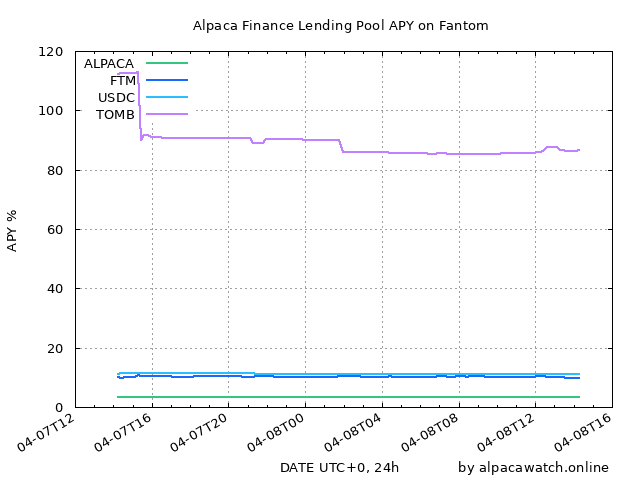 Alpaca Finance Lending Pool APY on Fantom
120
100
80
60
40
20
0
APY %
ALPACA
FTM
USDC
TOMB
04-07T12
04-07T16
04-07T20
04-08T00
04-08T04
04-08T08
04-08T12
04-08T16
DATE UTC+0, 24h
by alpacawatch.online